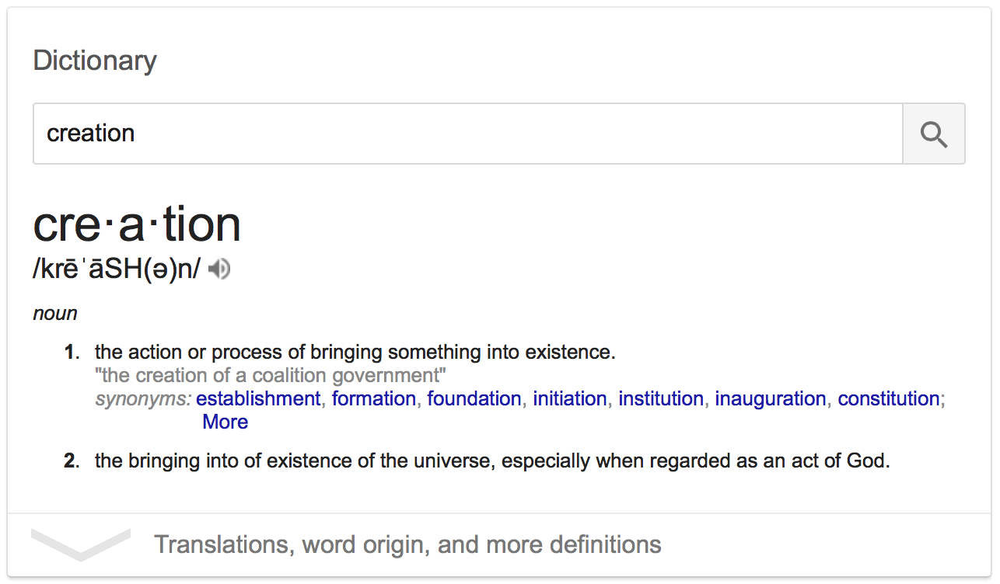 Dictionary
creation
cre·a·tion
/krēˈāSH(ə)n/
noun
1. the action or process of bringing something into existence.
"the creation of a coalition government"
synonyms: establishment, formation, foundation, initiation, institution, inauguration, constitution;
More
2. the bringing into of existence of the universe, especially when regarded as an act of God.
Translations, word origin, and more definitions